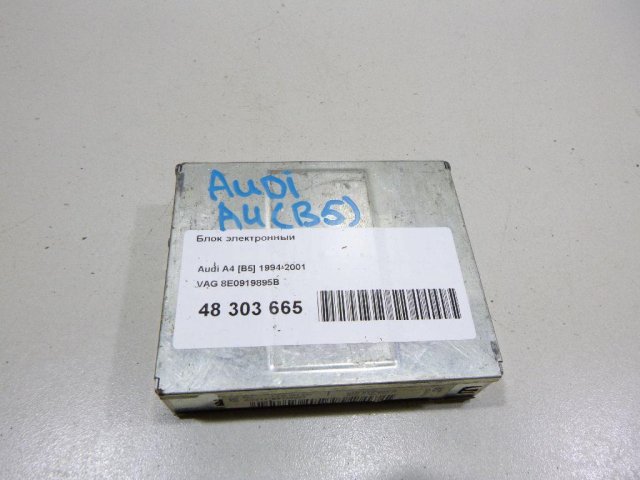 AUDi
A4(B5)
Блок электронный
Audi A4 [B5] 1994-2001
VAG 8E0919895B
48 303 665